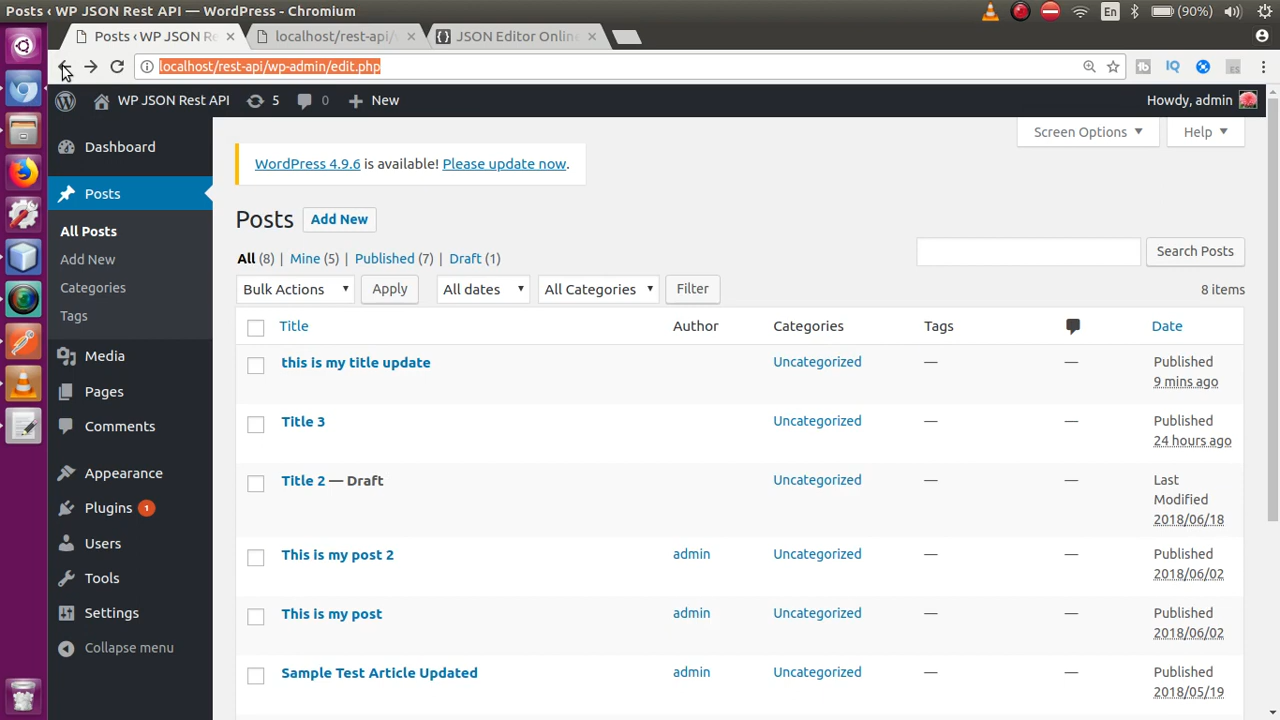 Posts ‹ WP JSON Rest API — WordPress - Chromium
En (90%)
Posts ‹ WP JSON Re × localhost/rest-api/ × {} JSON Editor Onlin ×
localhost/rest-api/wp-admin/edit.php
IQ ES
WP JSON Rest API 5 0 + New Howdy, admin
Screen Options ▼ Help ▼
Dashboard
WordPress 4.9.6 is available! Please update now.
Posts
All Posts
Add New
Categories
Tags
Media
Pages
Comments
Appearance
Plugins 1
Users
Tools
Settings
Collapse menu
Posts Add New
All (8) | Mine (5) | Published (7) | Draft (1)
Search Posts
Bulk Actions Apply All dates All Categories Filter 8 items
Title Author Categories Tags Date
this is my title update Uncategorized — — Published
9 mins ago
Title 3 Uncategorized — — Published
24 hours ago
Title 2 — Draft Uncategorized — — Last
Modified
2018/06/18
This is my post 2 admin Uncategorized — — Published
2018/06/02
This is my post admin Uncategorized — — Published
2018/06/02
Sample Test Article Updated admin Uncategorized — — Published
2018/05/19